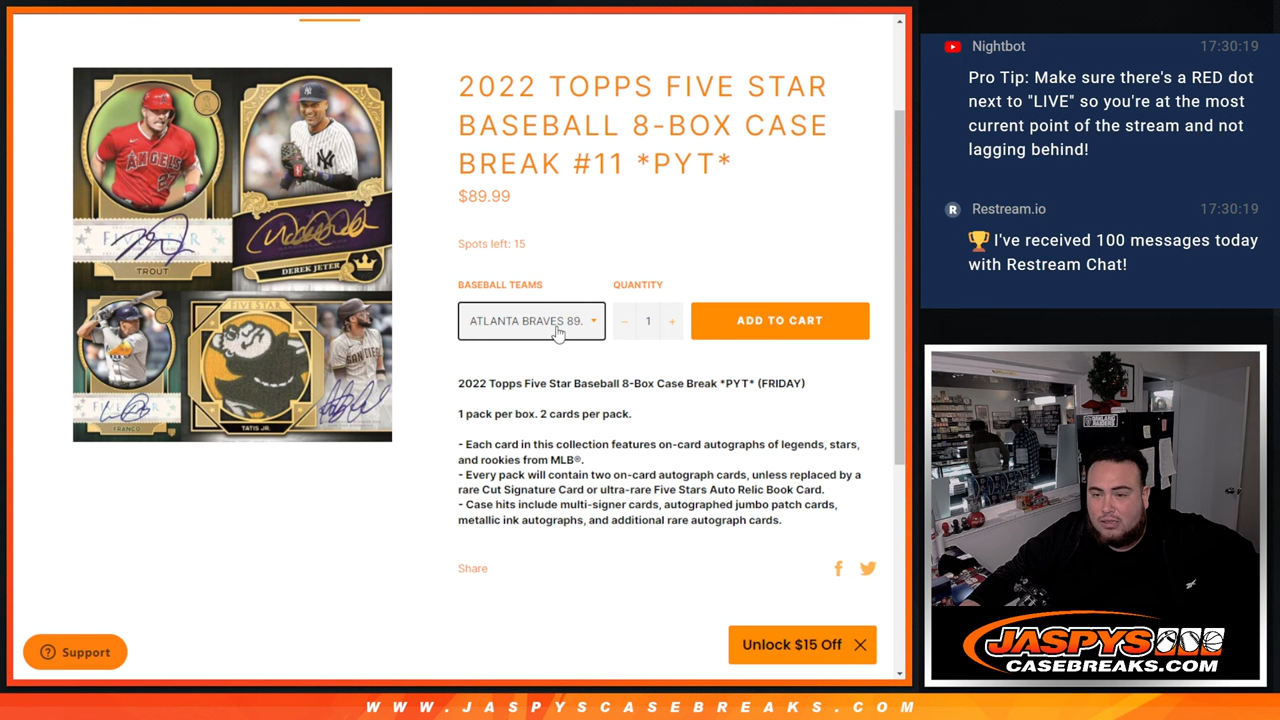 2022 TOPPS FIVE STAR
BASEBALL 8-BOX CASE
BREAK #11 *PYT*
$89.99
Spots left: 15
BASEBALL TEAMS
QUANTITY
ATLANTA BRAVES 89.
− 1 +
ADD TO CART
2022 Topps Five Star Baseball 8-Box Case Break *PYT* (FRIDAY)
1 pack per box. 2 cards per pack.
- Each card in this collection features on-card autographs of legends, stars,
and rookies from MLB®.
- Every pack will contain two on-card autograph cards, unless replaced by a
rare Cut Signature Card or ultra-rare Five Stars Auto Relic Book Card.
- Case hits include multi-signer cards, autographed jumbo patch cards,
metallic ink autographs, and additional rare autograph cards.
Share
Support
Unlock $15 Off
ANGELS
27
FIVE STAR
TROUT
DEREK JETER
FRANCO
FIVE STAR
TATIS JR.
SAN DIEGO
Nightbot 17:30:19
Pro Tip: Make sure there's a RED dot
next to "LIVE" so you're at the most
current point of the stream and not
lagging behind!
R Restream.io 17:30:19
🏆 I've received 100 messages today
with Restream Chat!
JASPYS
CASEBREAKS.COM
WWW.JASPYSCASEBREAKS.COM